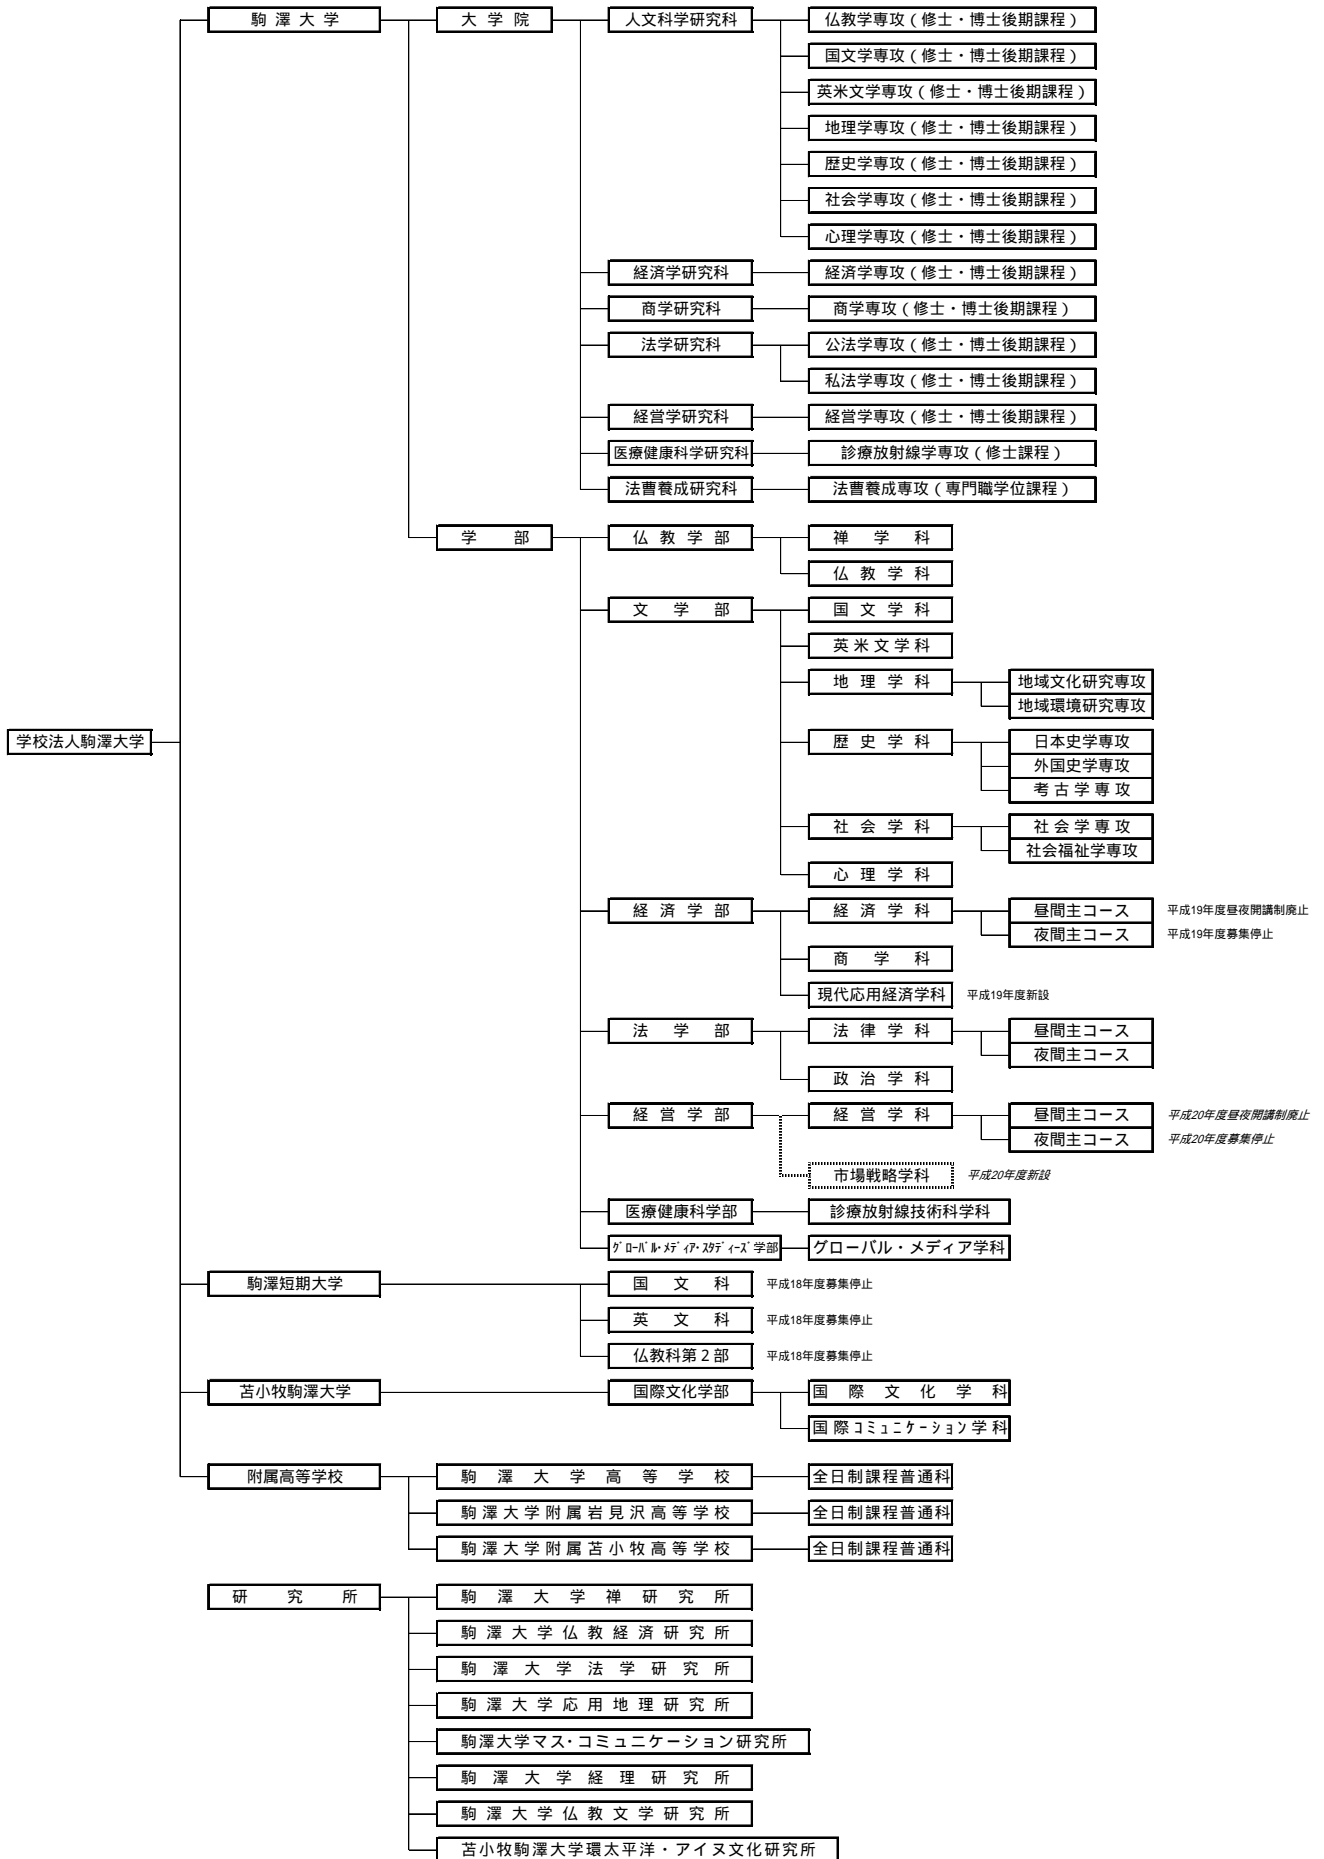 駒澤大学 大学院 人文科学研究科 仏教学専攻（修士・博士後期課程）
国文学専攻（修士・博士後期課程）
英米文学専攻（修士・博士後期課程）
地理学専攻（修士・博士後期課程）
歴史学専攻（修士・博士後期課程）
社会学専攻（修士・博士後期課程）
心理学専攻（修士・博士後期課程）
経済学研究科 経済学専攻（修士・博士後期課程）
商学研究科 商学専攻（修士・博士後期課程）
法学研究科 公法学専攻（修士・博士後期課程）
私法学専攻（修士・博士後期課程）
経営学研究科 経営学専攻（修士・博士後期課程）
医療健康科学研究科 診療放射線学専攻（修士課程）
法曹養成研究科 法曹養成専攻（専門職学位課程）
学部 仏教学部 禅学科
仏教学科
文学部 国文学科
英米文学科
地理学科 地域文化研究専攻
地域環境研究専攻
学校法人駒澤大学 歴史学科 日本史学専攻
外国史学専攻
考古学専攻
社会学科 社会学専攻
社会福祉学専攻
心理学科
経済学部 経済学科 昼間主コース 平成19年度昼夜開講制廃止
夜間主コース 平成19年度募集停止
商学科
現代応用経済学科 平成19年度新設
法学部 法律学科 昼間主コース
夜間主コース
政治学科
経営学部 経営学科 昼間主コース 平成20年度昼夜開講制廃止
夜間主コース 平成20年度募集停止
市場戦略学科 平成20年度新設
医療健康科学部 診療放射線技術科学科
ｸﾞﾛｰﾊﾞﾙ･ﾒﾃﾞｨｱ･ｽﾀﾃﾞｨｰｽﾞ学部 グローバル・メディア学科
駒澤短期大学 国文科 平成18年度募集停止
英文科 平成18年度募集停止
仏教科第２部 平成18年度募集停止
苫小牧駒澤大学 国際文化学部 国際文化学科
国際ｺﾐｭﾆｹｰｼｮﾝ学科
附属高等学校 駒澤大学高等学校 全日制課程普通科
駒澤大学附属岩見沢高等学校 全日制課程普通科
駒澤大学附属苫小牧高等学校 全日制課程普通科
研究所 駒澤大学禅研究所
駒澤大学仏教経済研究所
駒澤大学法学研究所
駒澤大学応用地理研究所
駒澤大学マス・コミュニケーション研究所
駒澤大学経理研究所
駒澤大学仏教文学研究所
苫小牧駒澤大学環太平洋・アイヌ文化研究所